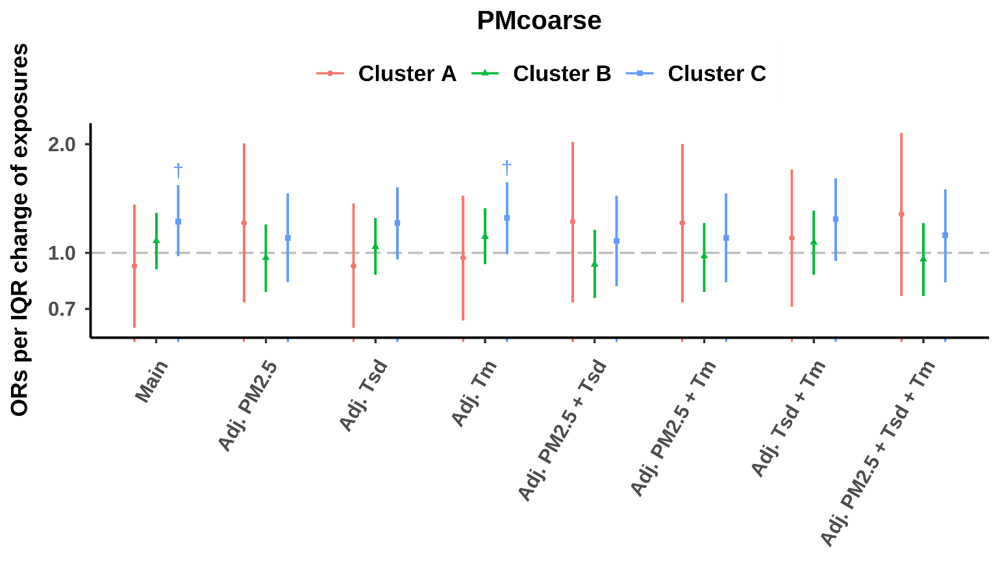 PMcoarse
Cluster A Cluster B Cluster C
ORs per IQR change of exposures
2.0
1.0
0.7
†
†
Main
Adj. PM2.5
Adj. Tsd
Adj. Tm
Adj. PM2.5 + Tsd
Adj. PM2.5 + Tm
Adj. Tsd + Tm
Adj. PM2.5 + Tsd + Tm